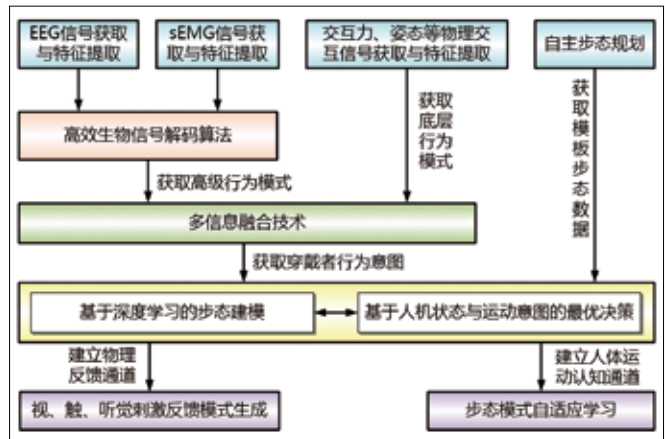 EEG信号获取
与特征提取
sEMG信号获
取与特征提取
交互力、姿态等物理交
互信号获取与特征提取
自主步态规划
高效生物信号解码算法
获取
底层
行为
模式
获取模板步态数据
获取高级行为模式
多信息融合技术
获取穿戴者行为意图
基于深度学习的步态建模
基于人机状态与运动意图的最优决策
建立物理
反馈通道
建立人体运
动认知通道
视、触、听觉刺激反馈模式生成
步态模式自适应学习